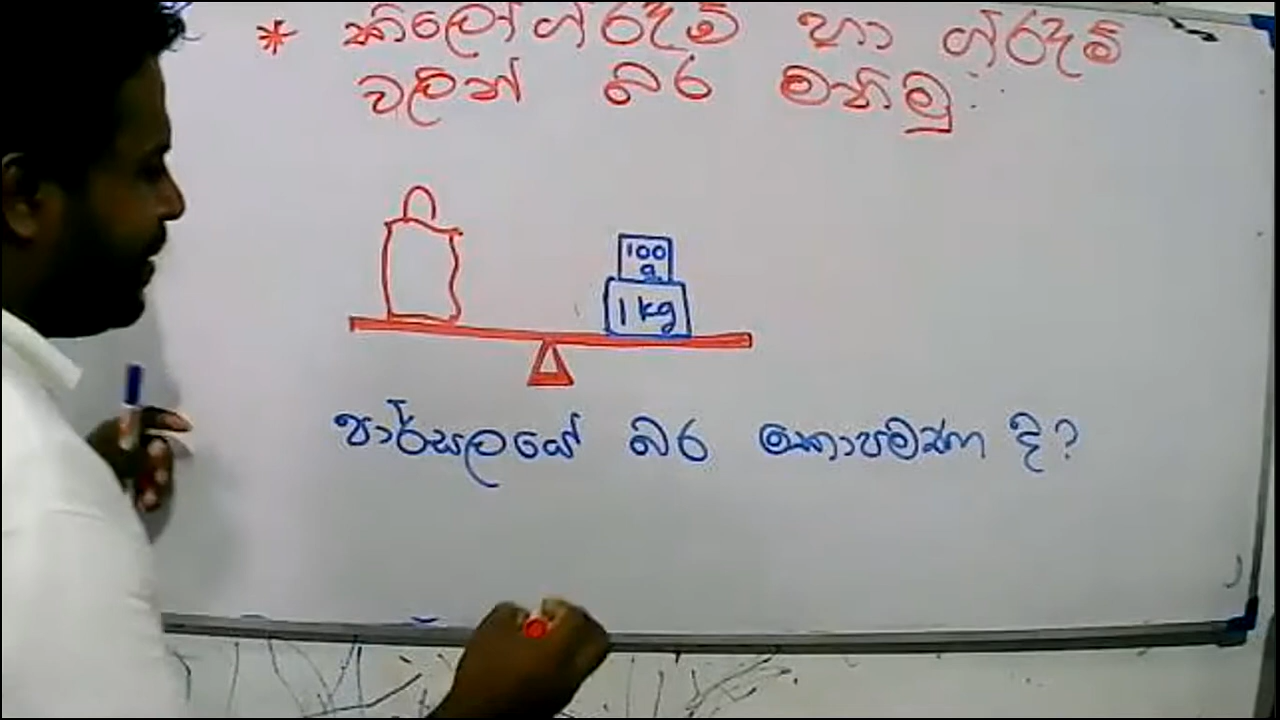 * කිලෝග්රෑම් හා ග්රෑම්
වලින් බර මනිමු.
100
g
1 kg
පාර්සලයේ බර කොපමණ ද?